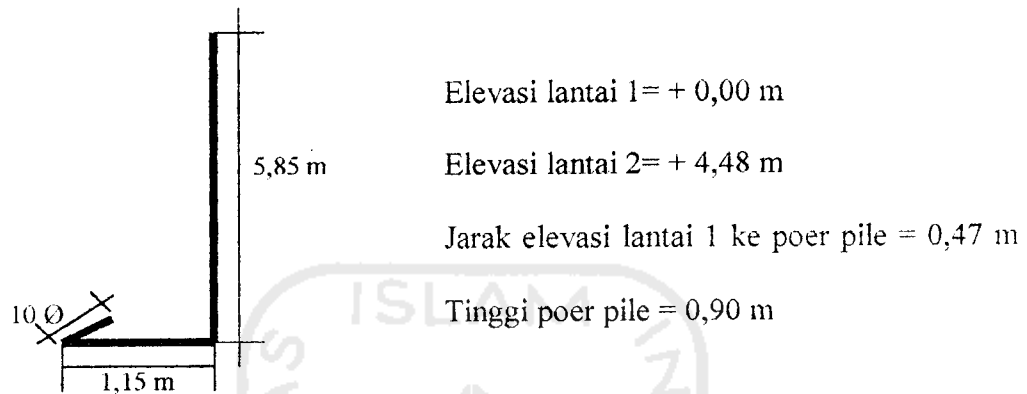 Elevasi lantai 1= + 0,00 m
5,85 m
Elevasi lantai 2= + 4,48 m
Jarak elevasi lantai 1 ke poer pile = 0,47 m
10 Ø
Tinggi poer pile = 0,90 m
1,15 m
ISLAM